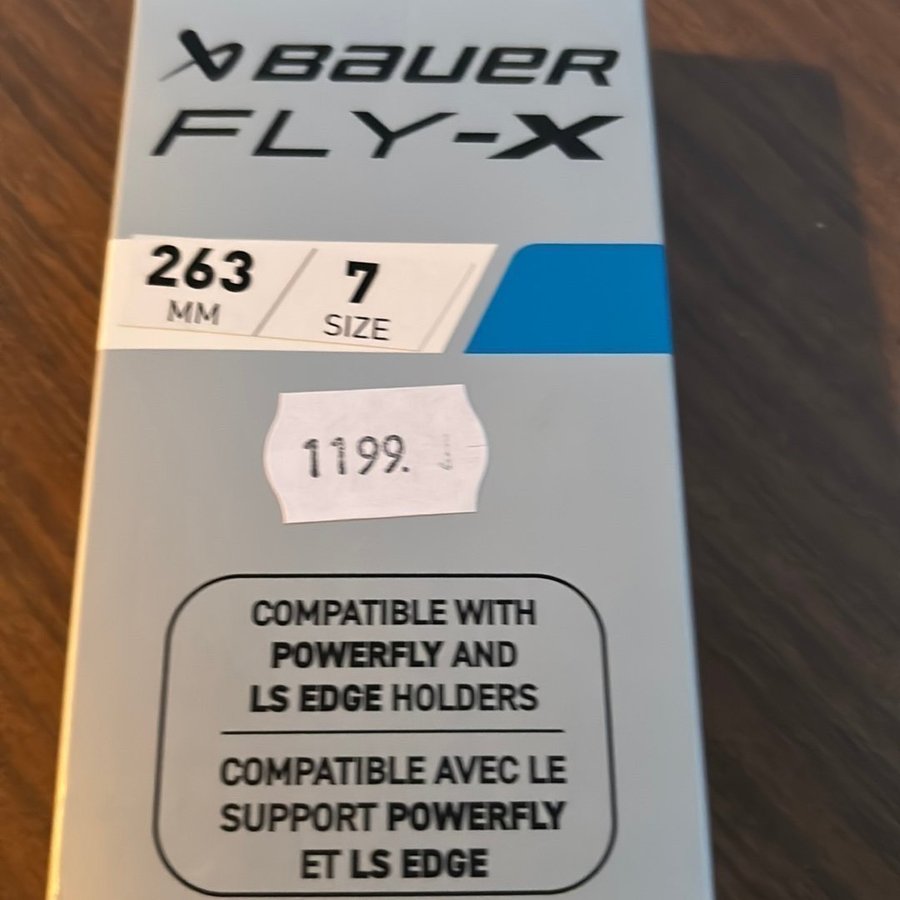 BAUER
FLY-X
263 7
MM SIZE
1199.
COMPATIBLE WITH
POWERFLY AND
LS EDGE HOLDERS
COMPATIBLE AVEC LE
SUPPORT POWERFLY
ET LS EDGE